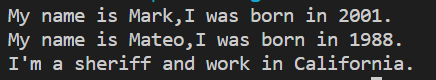 My name is Mark,I was born in 2001.
My name is Mateo,I was born in 1988.
I'm a sheriff and work in California.